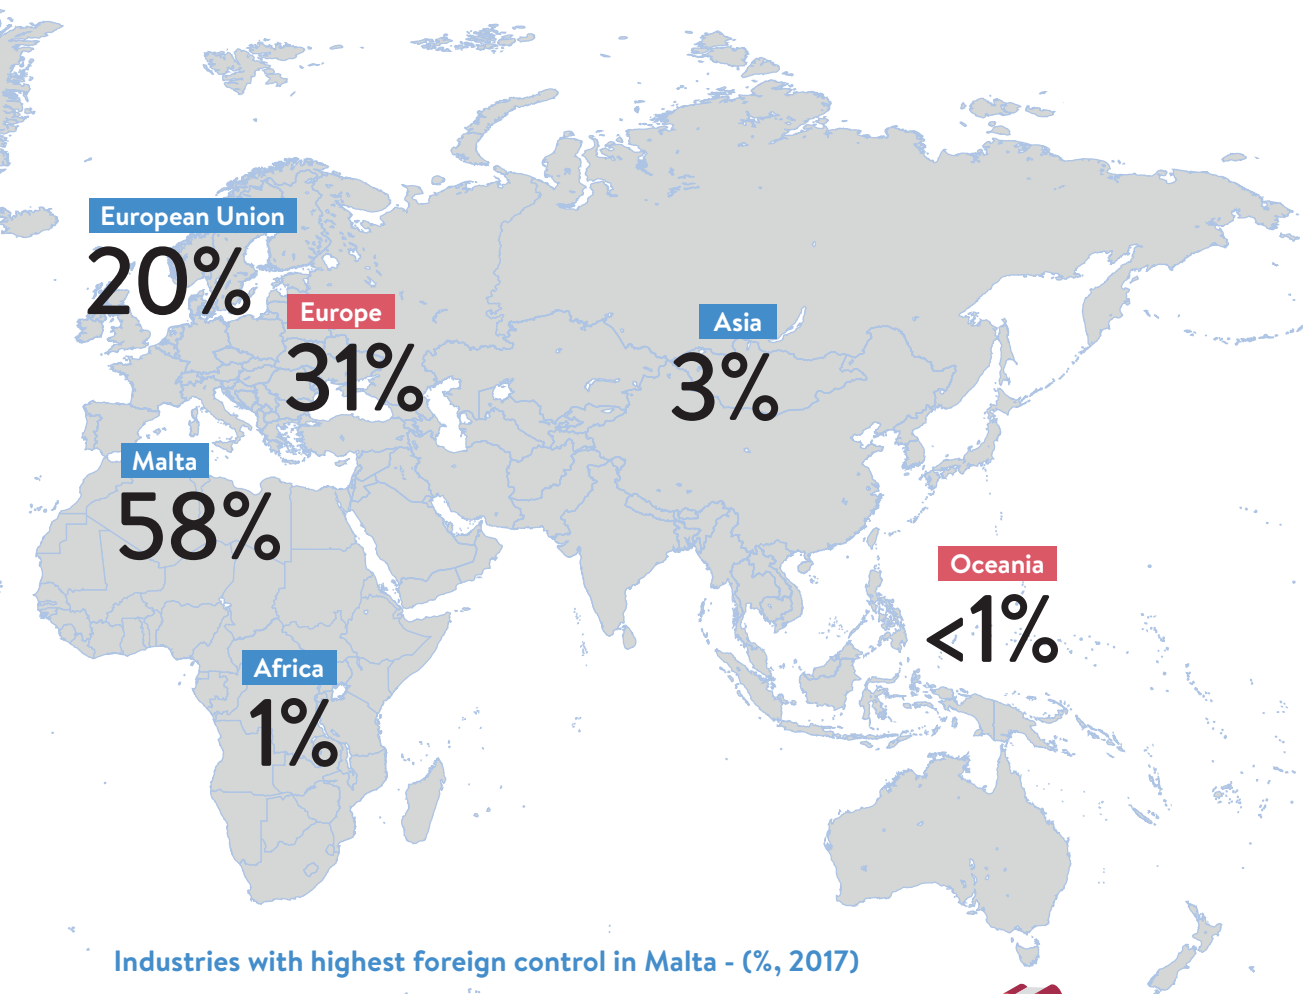 European Union
20%
Europe
31%
Asia
3%
Malta
58%
Oceania
<1%
Africa
1%
Industries with highest foreign control in Malta - (%, 2017)